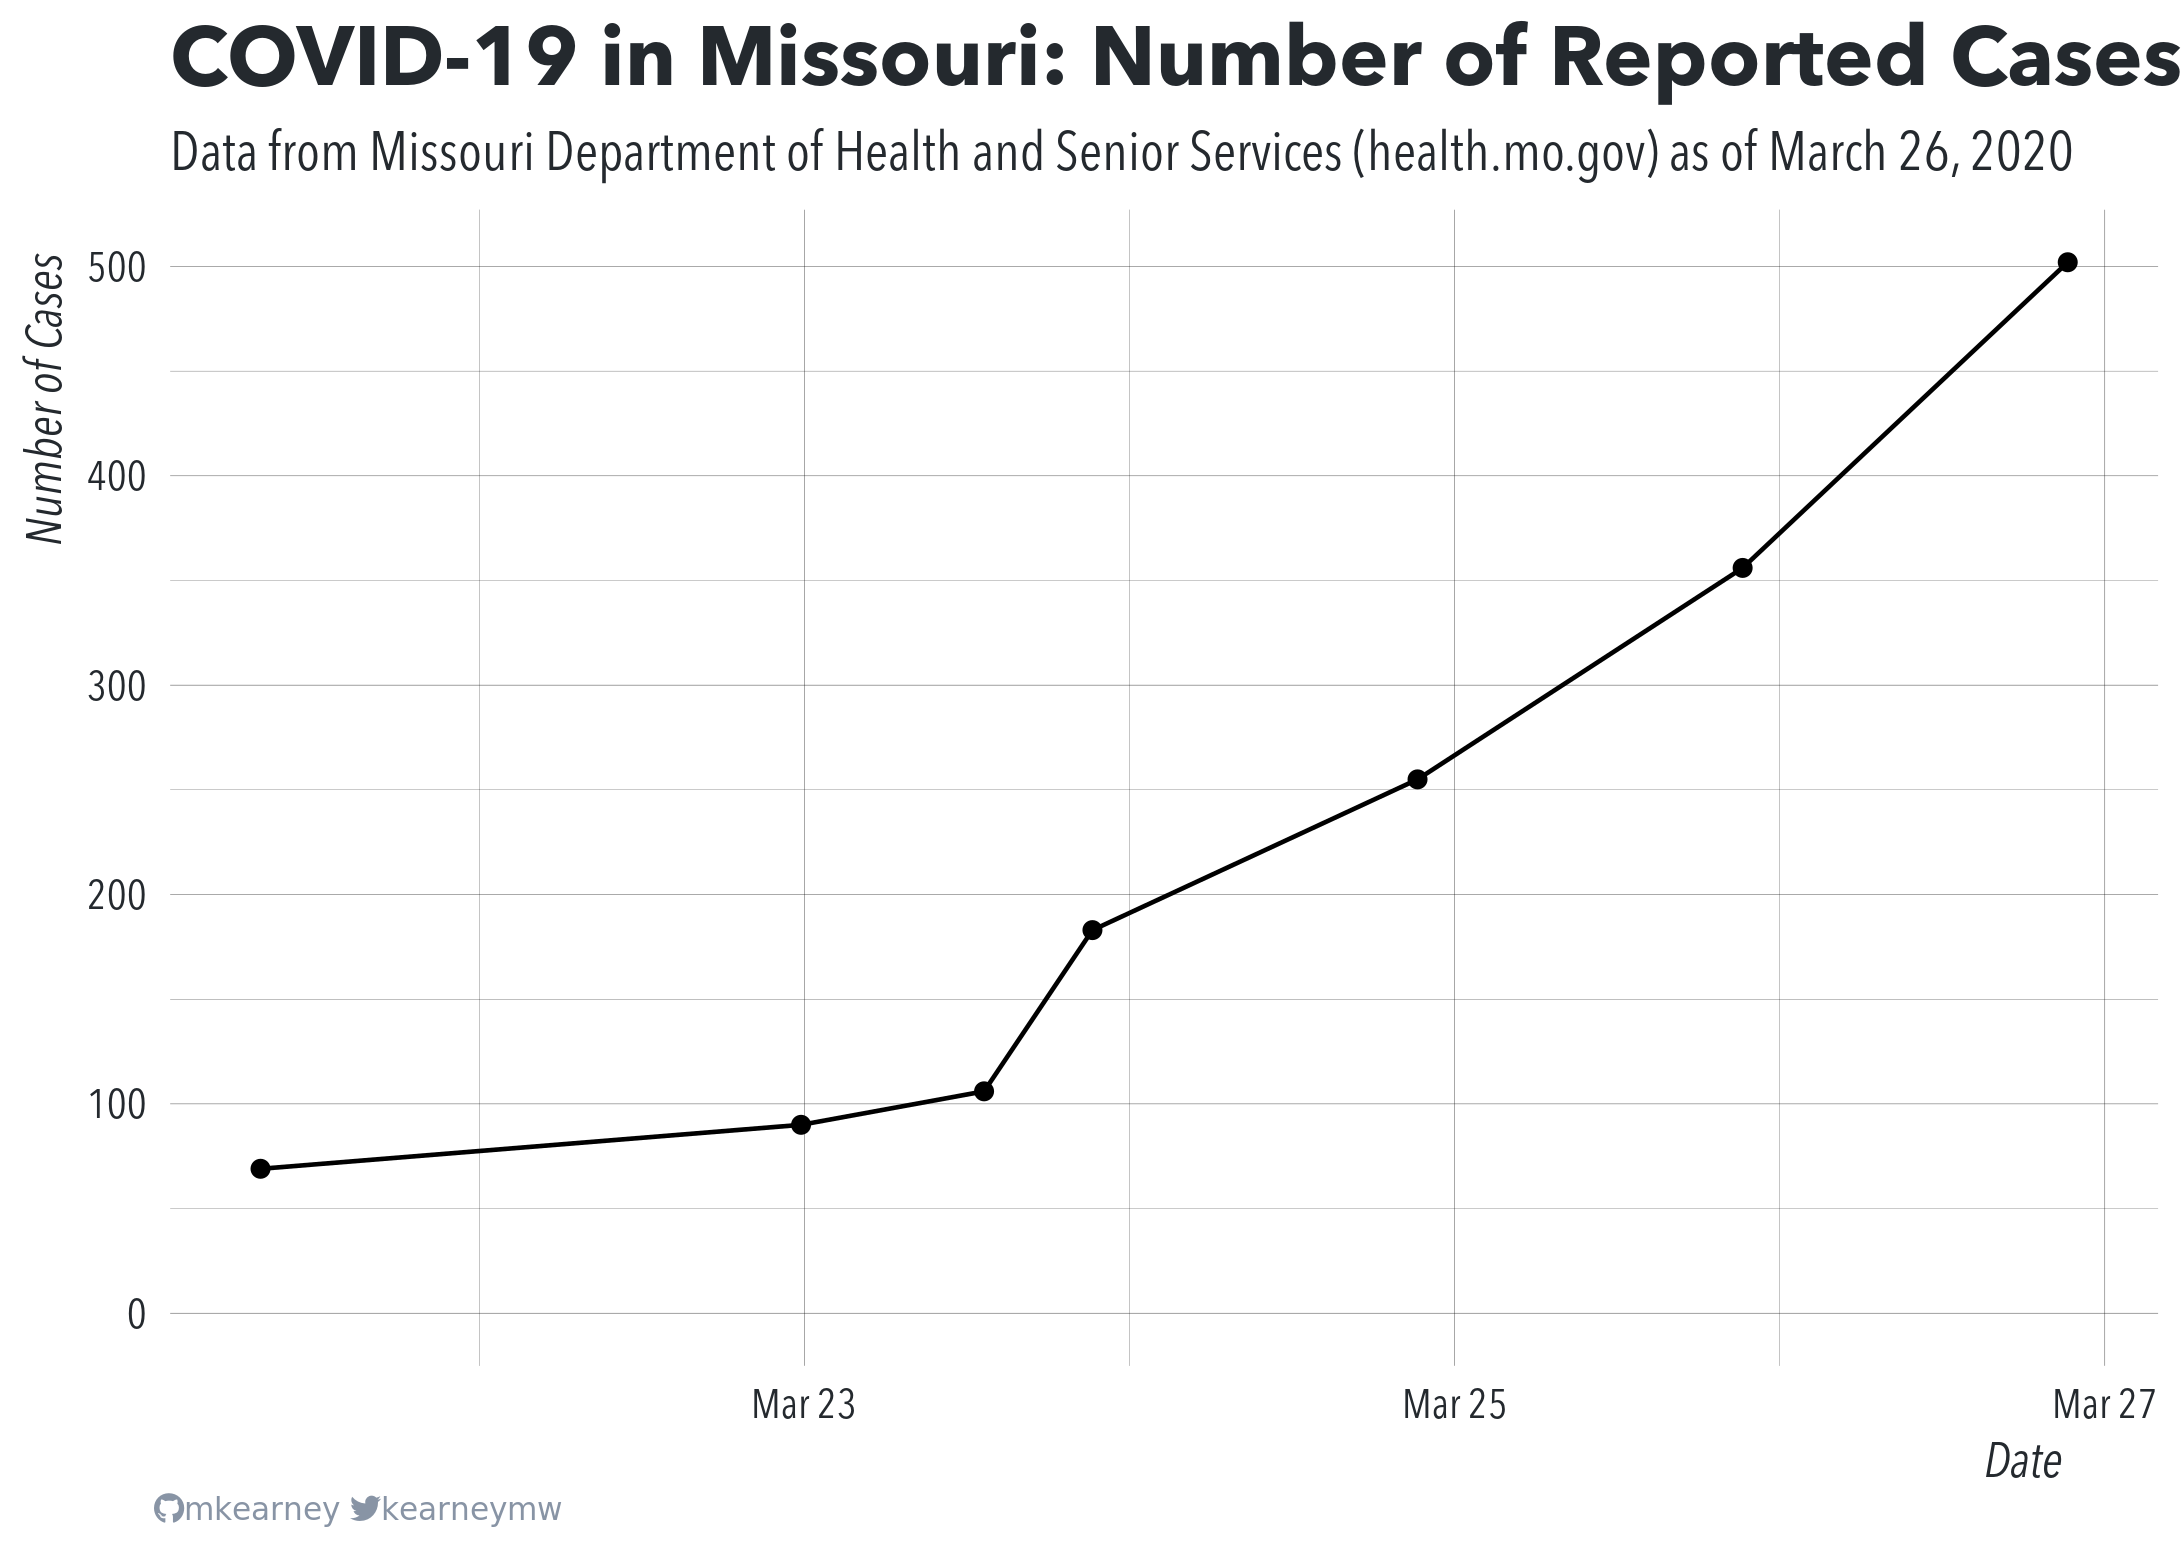 COVID-19 in Missouri: Number of Reported Cases
Data from Missouri Department of Health and Senior Services (health.mo.gov) as of March 26, 2020
Number of Cases
500
400
300
200
100
0
Mar 23 Mar 25 Mar 27
Date
mkearney kearneymw